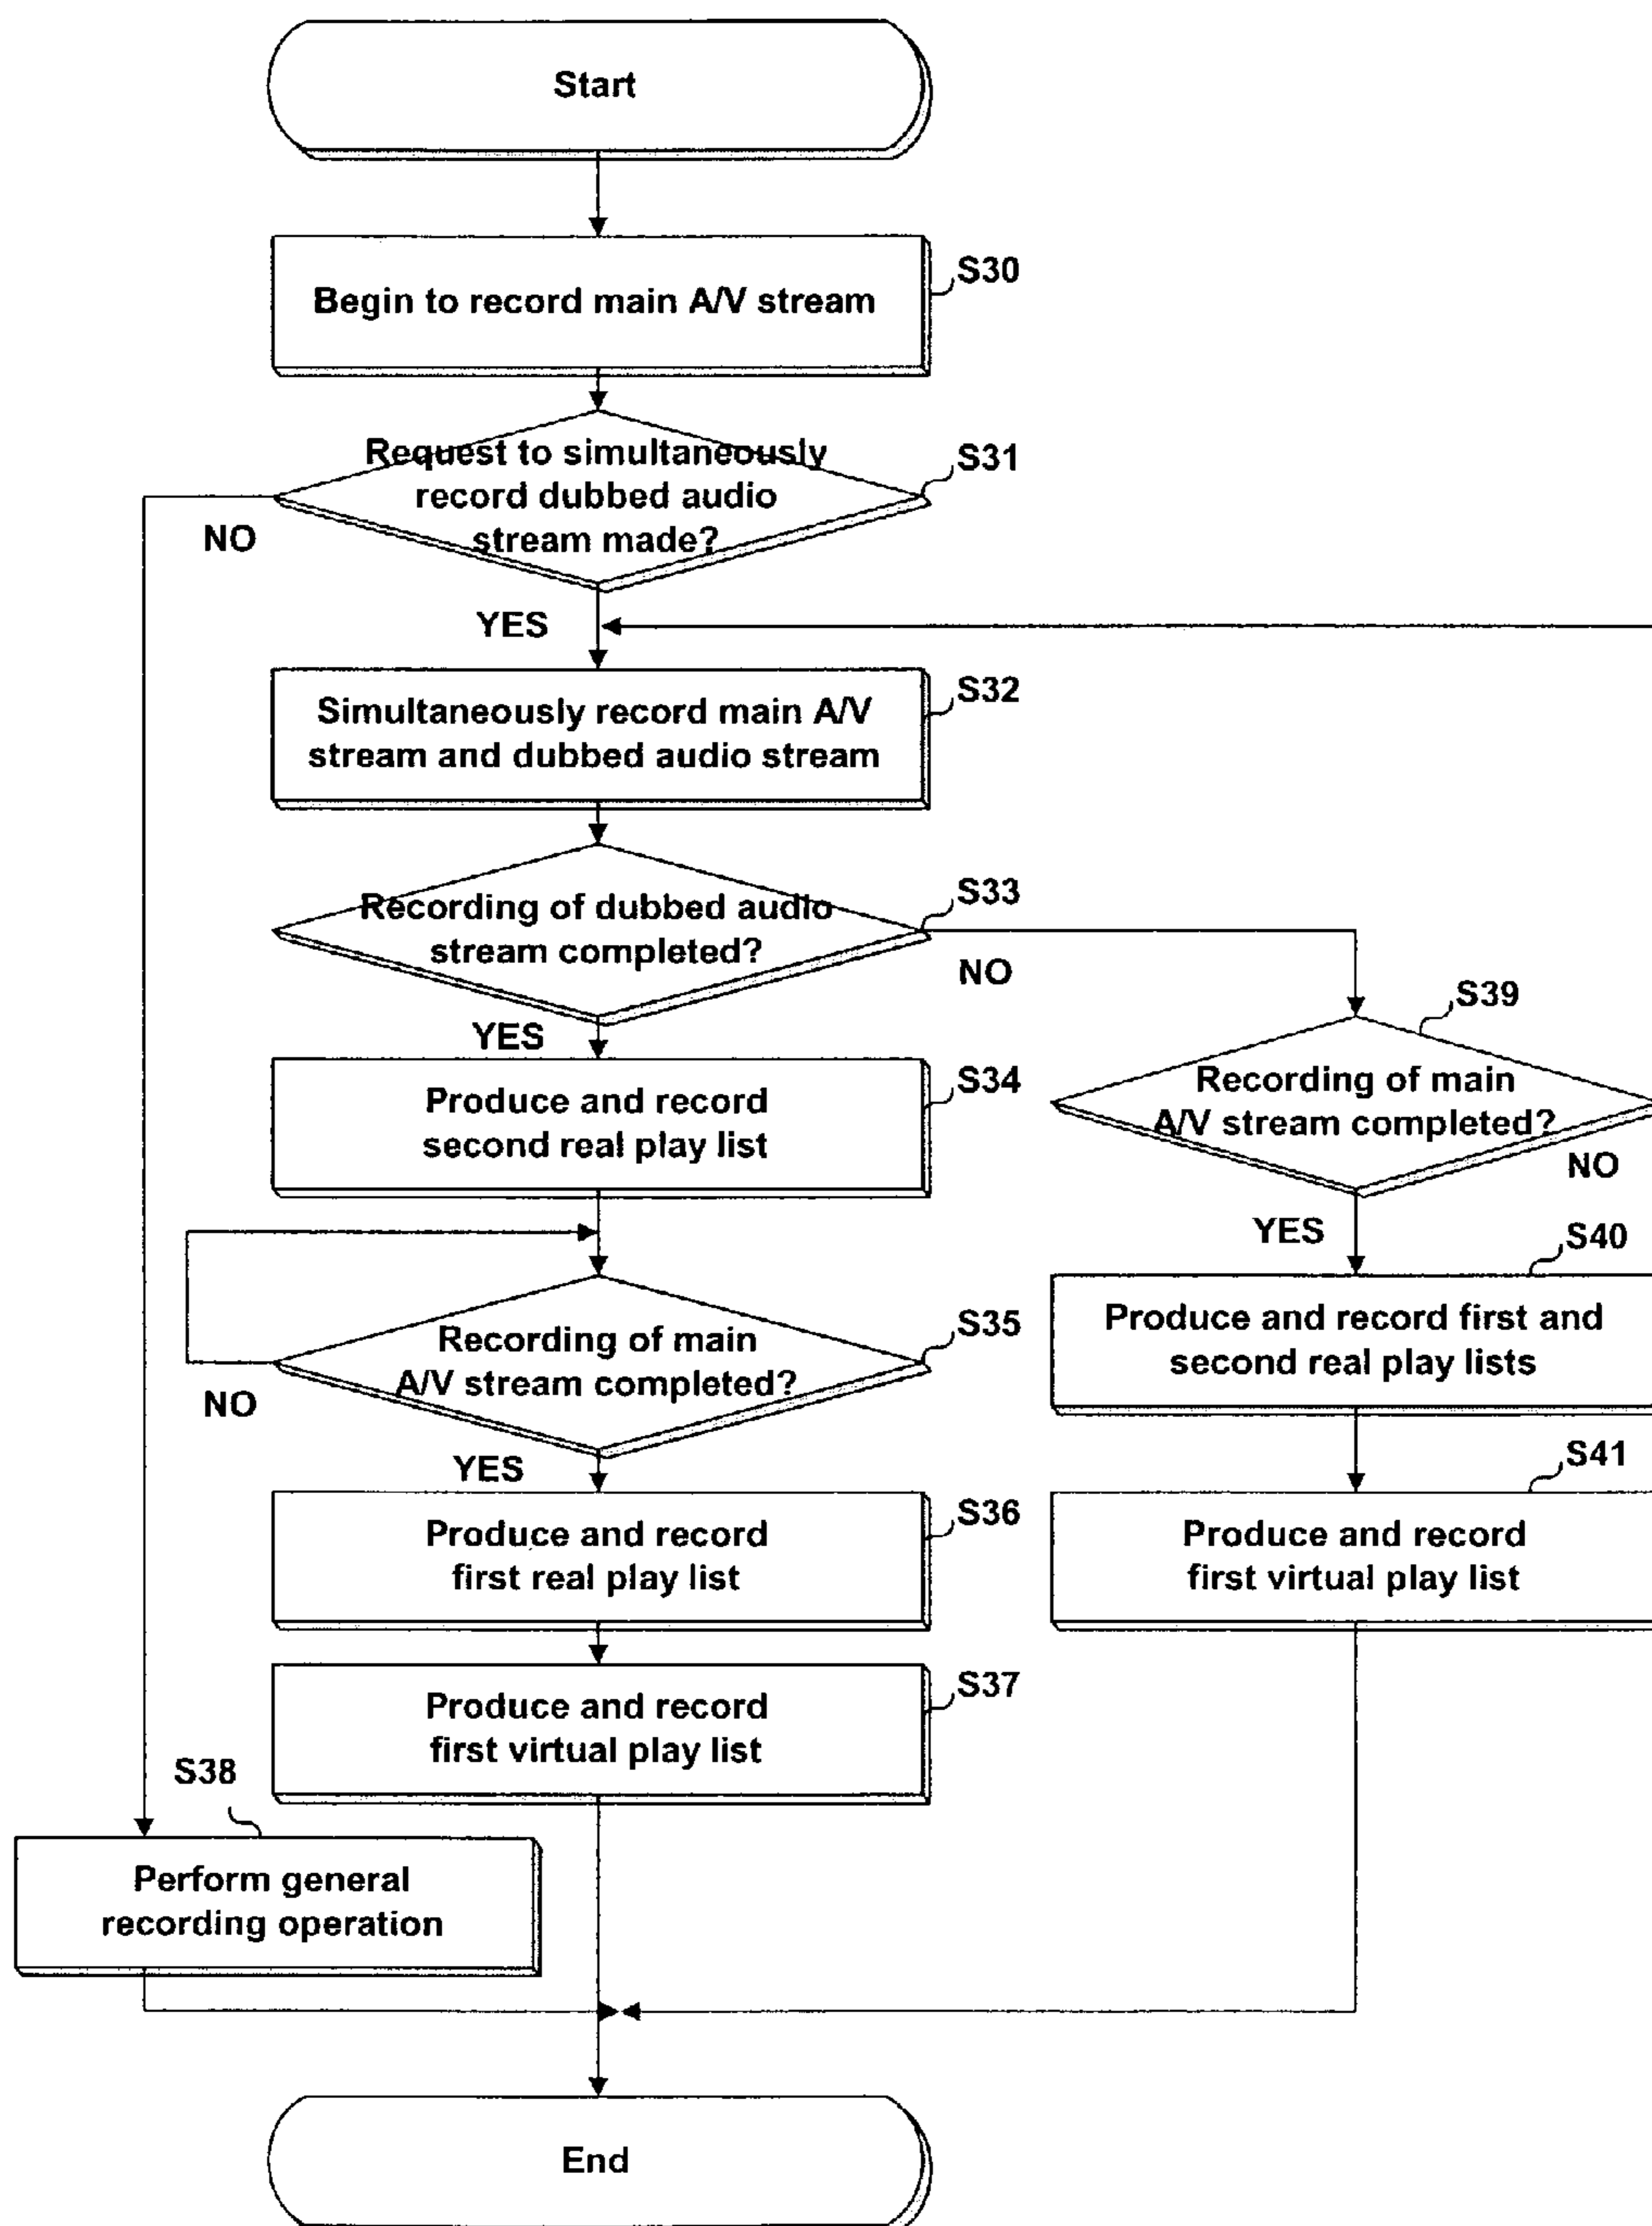 Start
Begin to record main A/V stream
S30
Request to simultaneously
record dubbed audio
stream made?
S31
NO
YES
Simultaneously record main A/V
stream and dubbed audio stream
S32
Recording of dubbed audio
stream completed?
S33
NO
YES
Produce and record
second real play list
S34
Recording of main
A/V stream completed?
S39
NO
YES
Recording of main
A/V stream completed?
S35
NO
YES
Produce and record first and
second real play lists
S40
Produce and record
first real play list
S36
Produce and record
first virtual play list
S41
Produce and record
first virtual play list
S37
S38
Perform general
recording operation
End